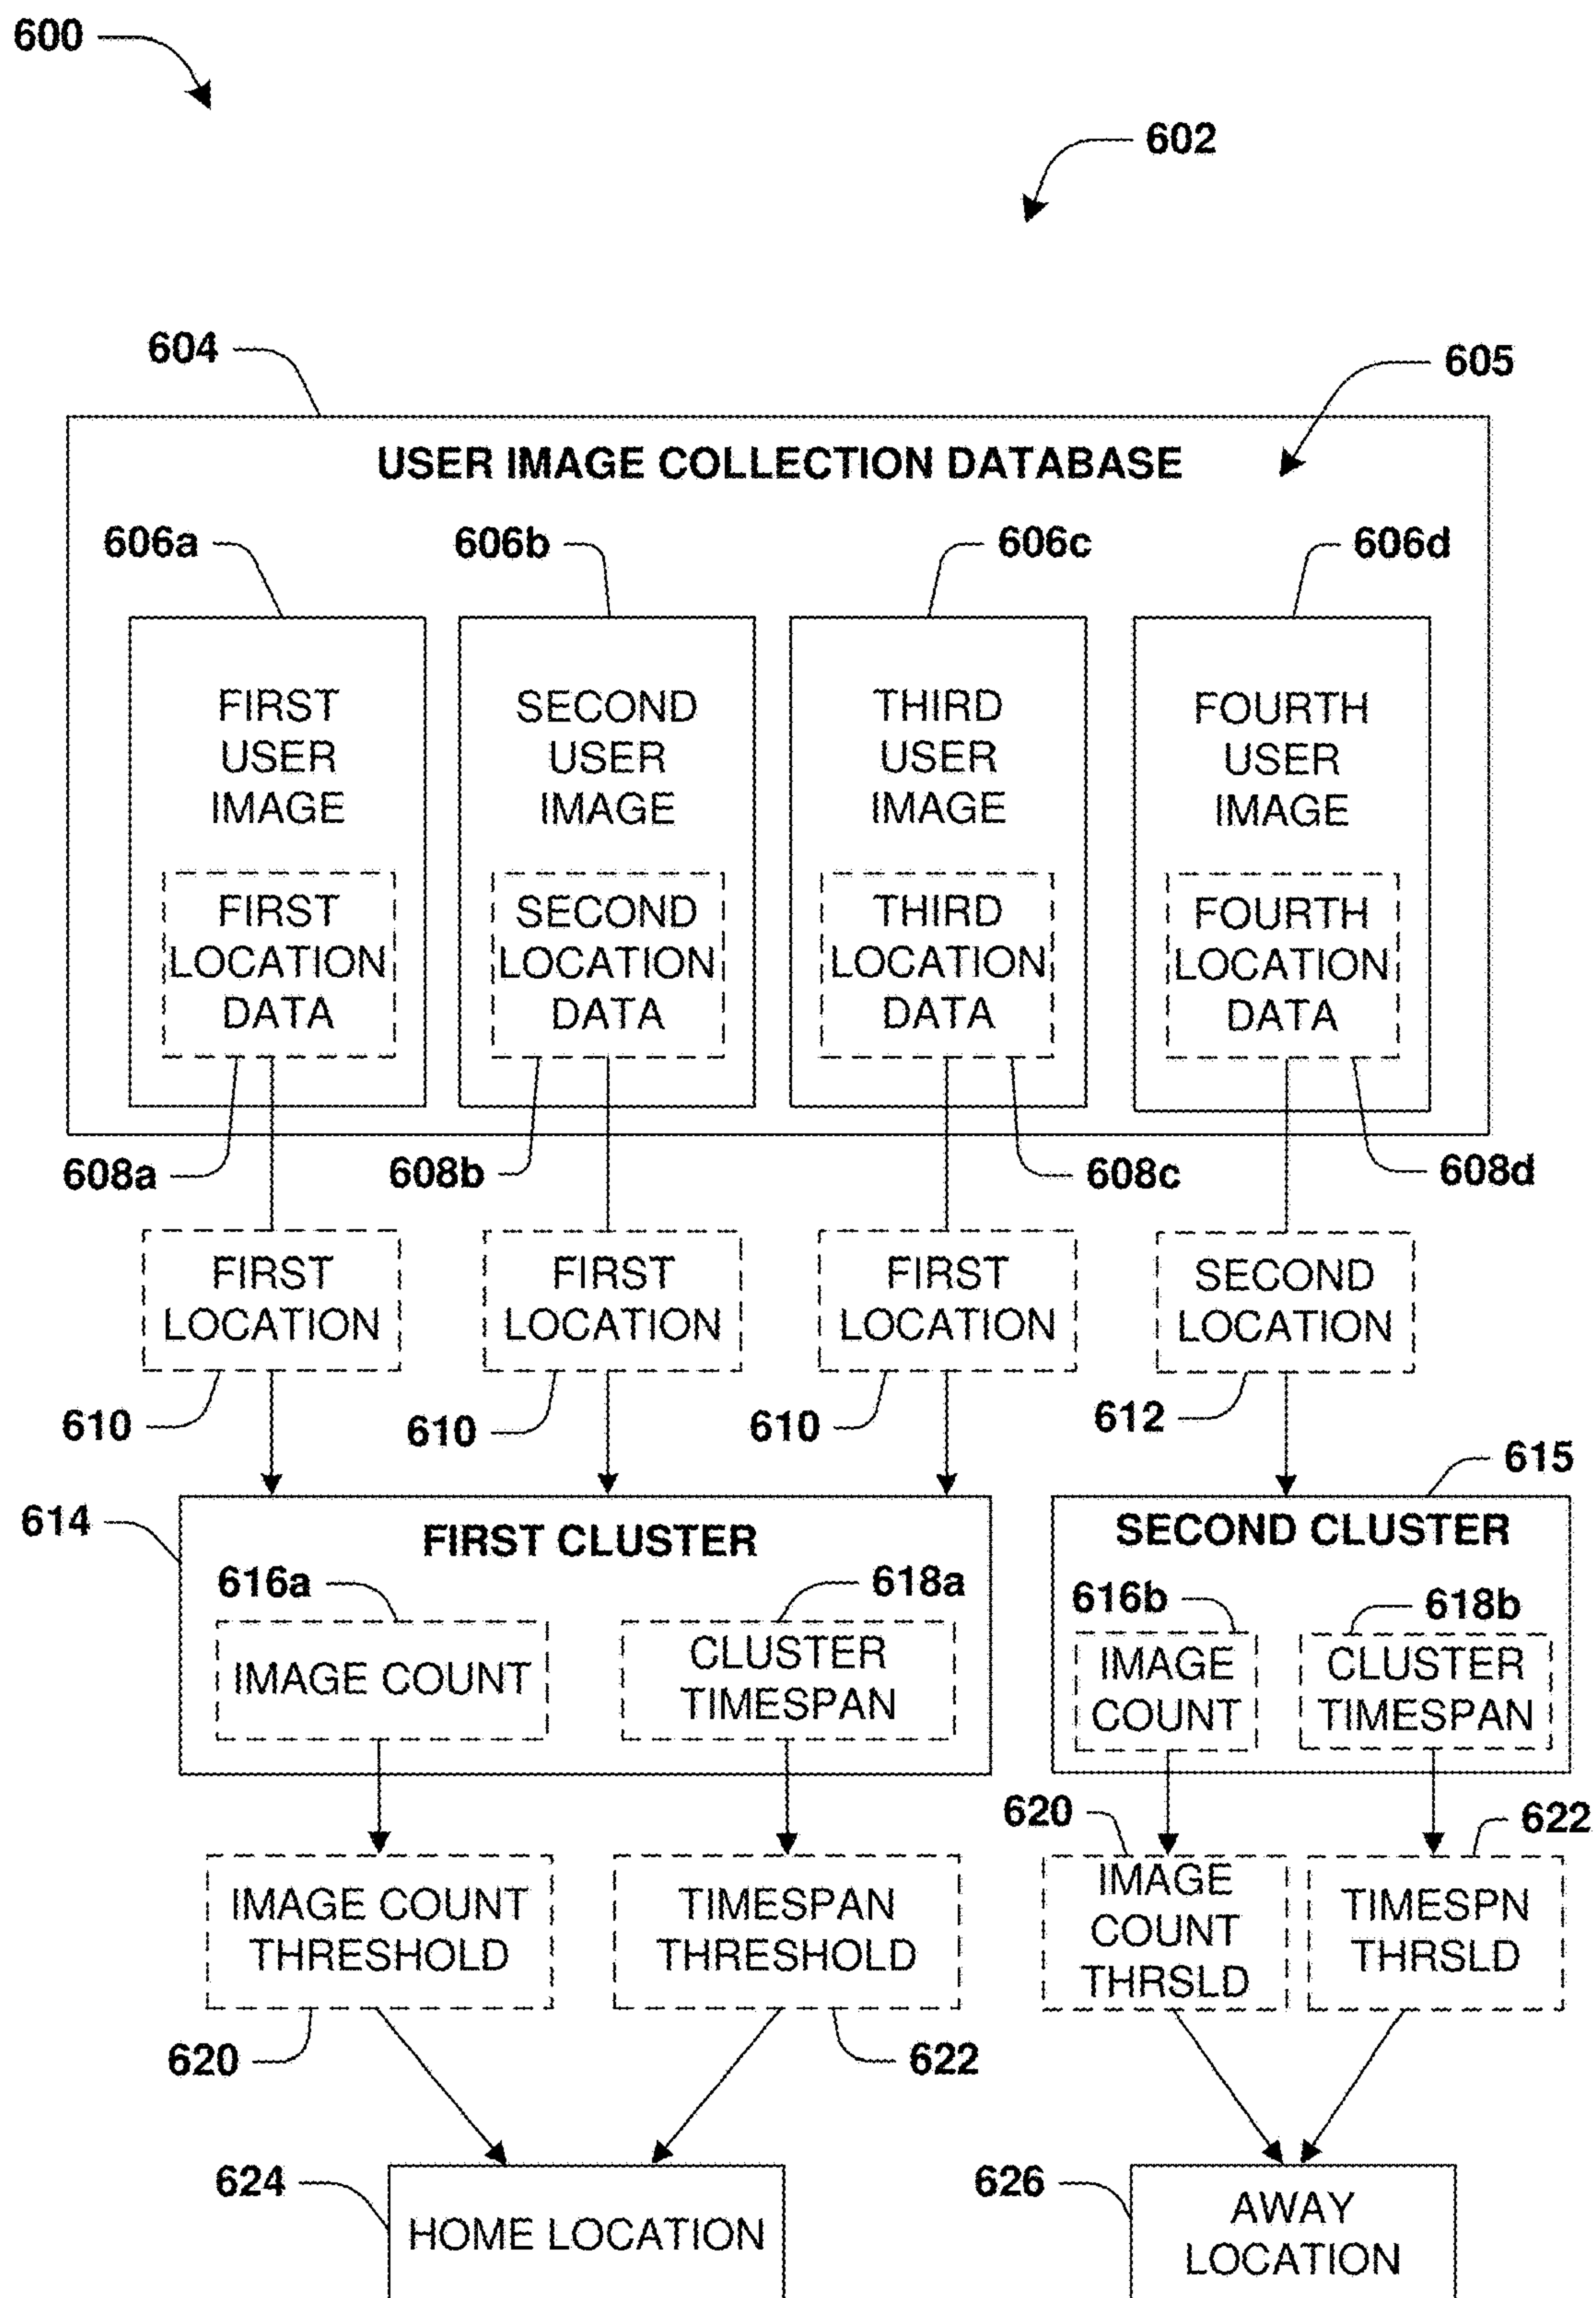 600
602
604
605
USER IMAGE COLLECTION DATABASE
606a
606b
606c
606d
FIRST
USER
IMAGE
SECOND
USER
IMAGE
THIRD
USER
IMAGE
FOURTH
USER
IMAGE
FIRST
LOCATION
DATA
SECOND
LOCATION
DATA
THIRD
LOCATION
DATA
FOURTH
LOCATION
DATA
608a
608b
608c
608d
FIRST
LOCATION
FIRST
LOCATION
FIRST
LOCATION
SECOND
LOCATION
610
610
610
612
614
FIRST CLUSTER
616a
618a
IMAGE COUNT
CLUSTER
TIMESPAN
615
SECOND CLUSTER
616b
618b
IMAGE
COUNT
CLUSTER
TIMESPAN
620
622
IMAGE COUNT
THRESHOLD
TIMESPAN
THRESHOLD
IMAGE
COUNT
THRSLD
TIMESPN
THRSLD
620
622
624
HOME LOCATION
626
AWAY
LOCATION